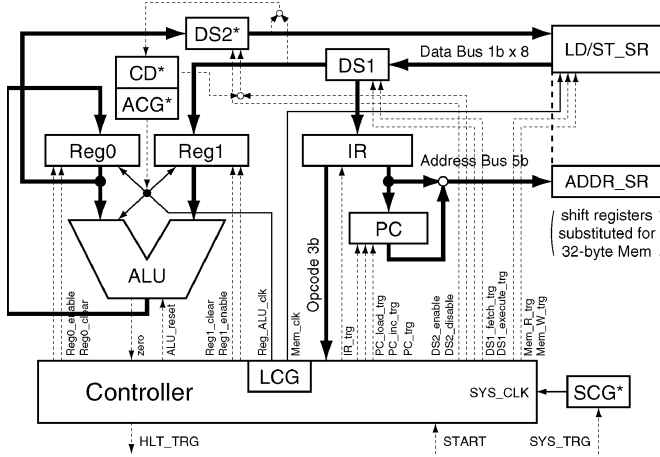 DS2*
LD/ST_SR
CD*
ACG*
DS1
Data Bus 1b x 8
Reg0
Reg1
IR
Address Bus 5b
ADDR_SR
PC
shift registers
substituted for
32-byte Mem
ALU
Opcode 3b
Reg0_enable
Reg0_clear
zero
ALU_reset
Reg1_clear
Reg1_enable
Reg_ALU_clk
Mem_clk
IR_trg
PC_load_trg
PC_inc_trg
PC_trg
DS2_enable
DS2_disable
DS1_fetch_trg
DS1_execute_trg
Mem_R_trg
Mem_W_trg
Controller
LCG
SYS_CLK
SCG*
HLT_TRG
START
SYS_TRG